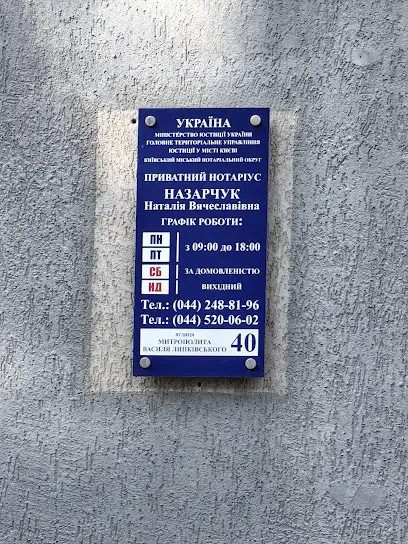 УКРАЇНА
МІНІСТЕРСТВО ЮСТИЦІЇ УКРАЇНИ
ГОЛОВНЕ ТЕРИТОРІАЛЬНЕ УПРАВЛІННЯ
ЮСТИЦІЇ У МІСТІ КИЄВІ
КИЇВСЬКИЙ МІСЬКИЙ НОТАРІАЛЬНИЙ ОКРУГ
ПРИВАТНИЙ НОТАРІУС
НАЗАРЧУК
Наталія Вячеславівна
ГРАФІК РОБОТИ:
ПН
ПТ
з 09:00 до 18:00
СБ ЗА ДОМОВЛЕНІСТЮ
НД ВИХІДНИЙ
Тел.: (044) 248-81-96
Тел.: (044) 520-06-02
ВУЛИЦЯ
МИТРОПОЛИТА
ВАСИЛЯ ЛИПКІВСЬКОГО 40